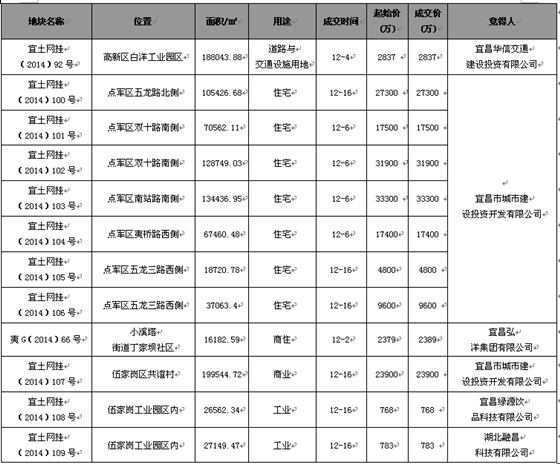 地块名称 位置 面积/㎡ 用途 成交时间 起始价(万) 成交价(万) 竞得人
宜土网挂(2014)92号 高新区白洋工业园区 188043.88 道路与交通设施用地 12-4 2837 2837 宜昌华信交通建设投资有限公司
宜土网挂(2014)100号 点军区五龙路北侧 105426.68 住宅 12-16 27300 27300 宜昌市城市建设投资开发有限公司
宜土网挂(2014)101号 点军区双十路南侧 70562.11 住宅 12-6 17500 17500
宜土网挂(2014)102号 点军区双十路南侧 128749.03 住宅 12-6 31900 31900
宜土网挂(2014)103号 点军区南站路南侧 134436.95 住宅 12-6 33300 33300
宜土网挂(2014)104号 点军区夷桥路西侧 67460.48 住宅 12-6 17400 17400
宜土网挂(2014)105号 点军区五龙三路西侧 18720.78 住宅 12-16 4800 4800
宜土网挂(2014)106号 点军区五龙三路西侧 37063.4 住宅 12-16 9600 9600
夷G(2014)66号 小溪塔街道丁家坝社区 16182.59 商住 12-2 2379 2389 宜昌弘洋集团有限公司
宜土网挂(2014)107号 伍家岗区共谊村 199544.72 商业 12-16 23900 23900 宜昌市城市建设投资开发有限公司
宜土网挂(2014)108号 伍家岗工业园区内 26562.34 工业 12-16 768 768 宜昌绿源饮品科技有限公司
宜土网挂(2014)109号 伍家岗工业园区内 27149.47 工业 12-16 783 783 湖北融昌科技有限公司